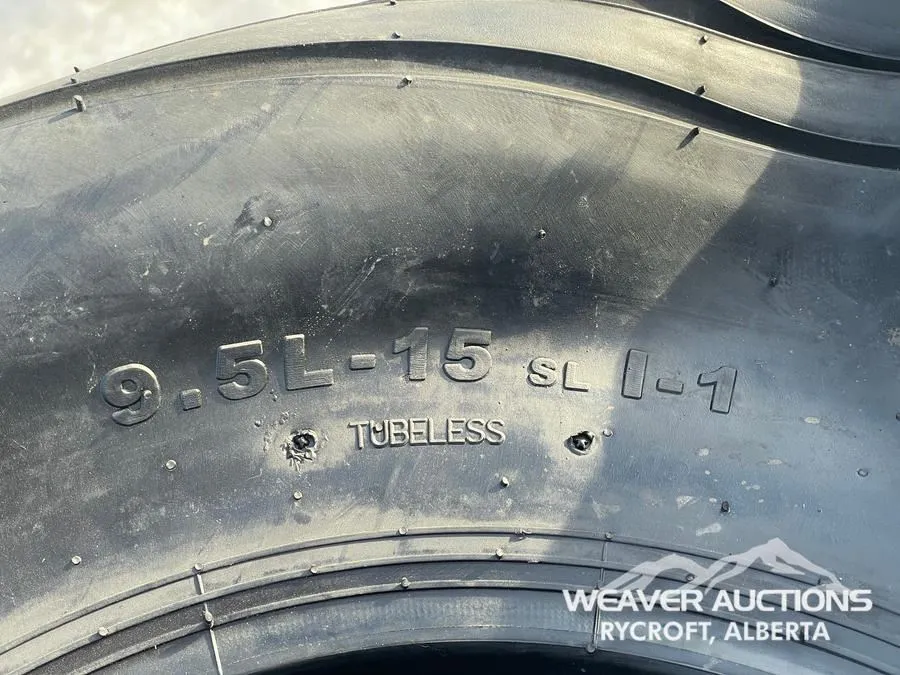 9.5L-15 SL I-1
TUBELESS
WEAVER AUCTIONS
RYCROFT, ALBERTA